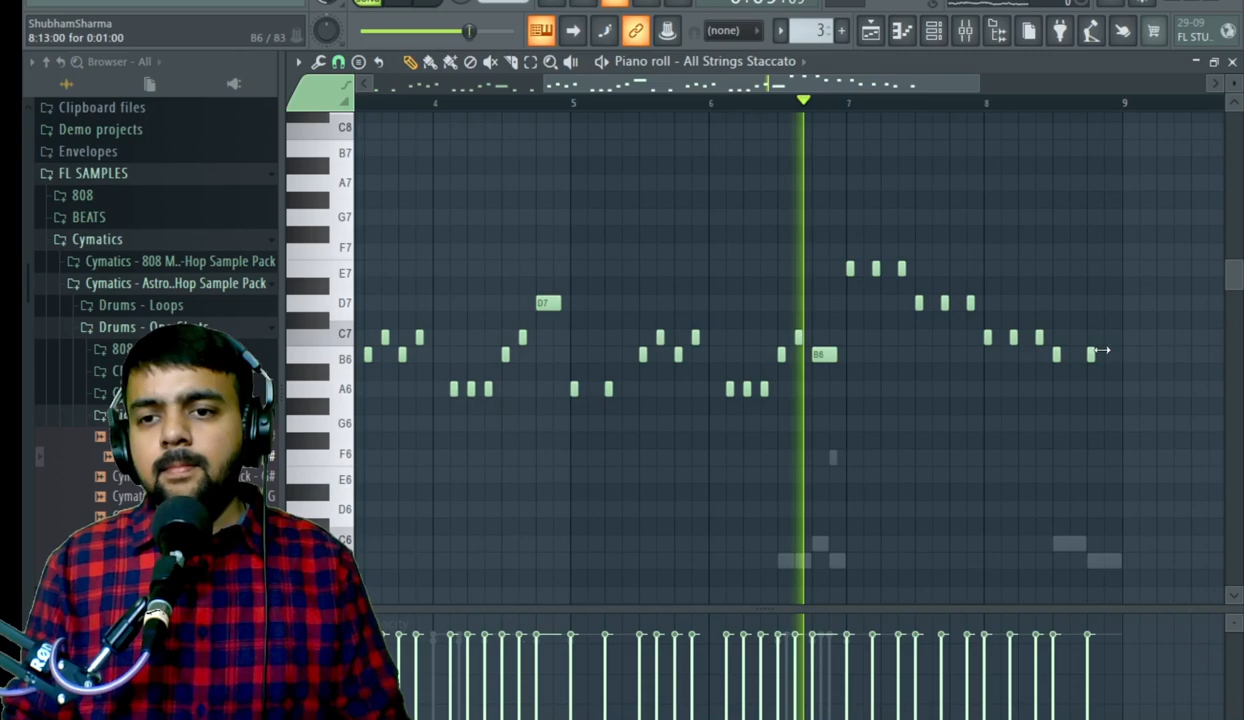 ShubhamSharma
8:13:00 for 0:01:00
B6 / 83
(none)
3
29-09
FL STU..
Browser - All
Piano roll - All Strings Staccato
Clipboard files
Demo projects
Envelopes
FL SAMPLES
808
BEATS
Cymatics
Cymatics - 808 M..-Hop Sample Pack
Cymatics - Astro..Hop Sample Pack
Drums - Loops
Drums - On
808
4
5
6
7
8
9
C8
B7
A7
G7
F7
E7
D7
C7
B6
A6
G6
F6
E6
D6
C6
D7
B6